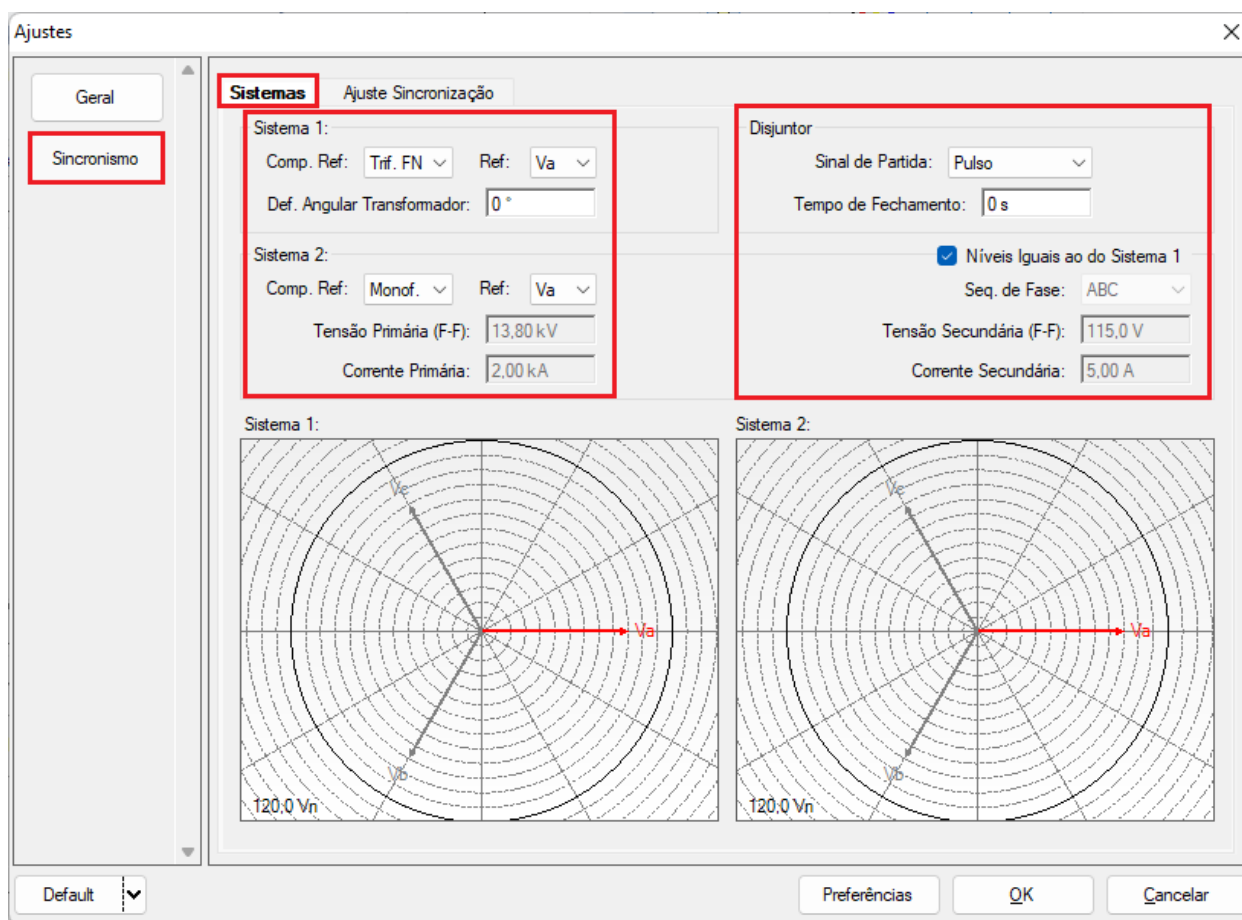 Ajustes
Geral
Sincronismo
Sistemas Ajuste Sincronização
Sistema 1:
Comp. Ref: Trif. FN Ref: Va
Def. Angular Transformador: 0 °
Disjuntor
Sinal de Partida: Pulso
Tempo de Fechamento: 0 s
Sistema 2:
Comp. Ref: Monof. Ref: Va
Tensão Primária (F-F): 13,80 kV
Corrente Primária: 2,00 kA
Níveis Iguais ao do Sistema 1
Seq. de Fase: ABC
Tensão Secundária (F-F): 115,0 V
Corrente Secundária: 5,00 A
Sistema 1:
Vc
Va
Vb
120,0 Vn
Sistema 2:
Vc
Va
Vb
120,0 Vn
Default
Preferências
OK
Cancelar